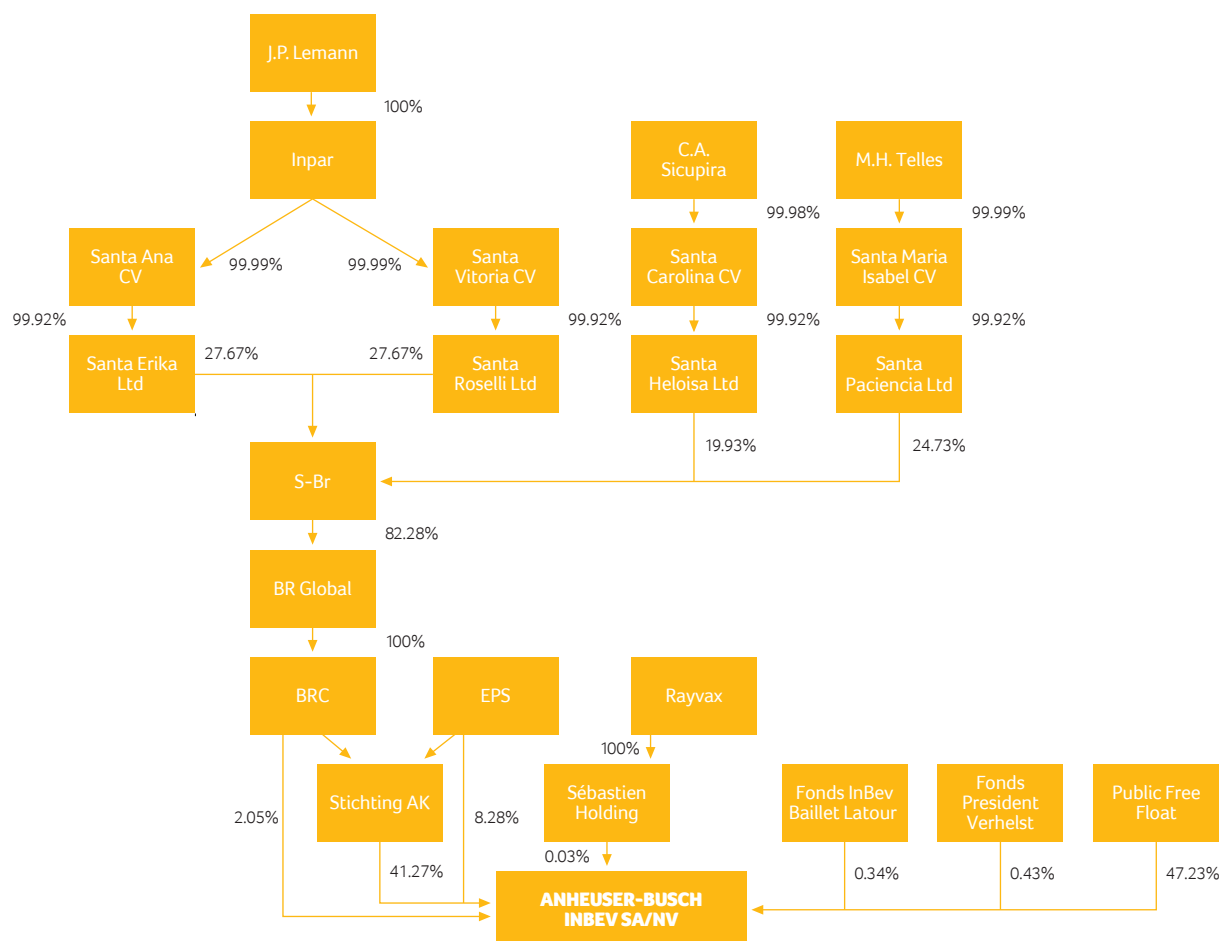 J.P. Lemann
100%
Inpar
C.A.
Sicupira
M.H. Telles
99.98%
99.99%
Santa Ana
CV
99.99%
99.99%
Santa
Vitoria CV
Santa
Carolina CV
Santa Maria
Isabel CV
99.92%
99.92%
99.92%
99.92%
Santa Erika
Ltd
27.67%
27.67%
Santa
Roselli Ltd
Santa
Heloisa Ltd
Santa
Paciencia Ltd
19.93%
24.73%
S-Br
82.28%
BR Global
100%
BRC
EPS
Rayvax
100%
Stichting AK
Sébastien
Holding
Fonds InBev
Baillet Latour
Fonds
President
Verhelst
Public Free
Float
2.05%
8.28%
0.03%
41.27%
0.34%
0.43%
47.23%
ANHEUSER-BUSCH
INBEV SA/NV